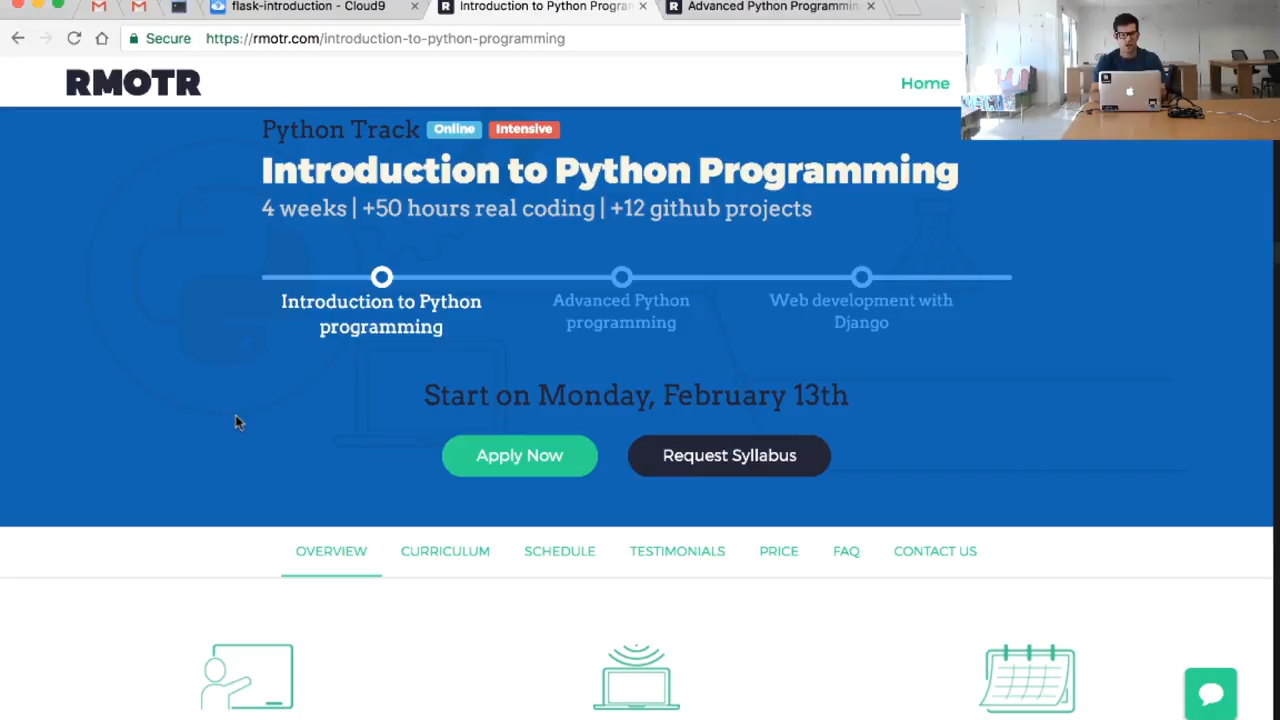 flask-introduction - Cloud9
Introduction to Python Progra
Advanced Python Programmin
Secure
https://rmotr.com/introduction-to-python-programming
RMOTR
Home
Python Track Online Intensive
Introduction to Python Programming
4 weeks | +50 hours real coding | +12 github projects
Introduction to Python
programming
Advanced Python
programming
Web development with
Django
Start on Monday, February 13th
Apply Now
Request Syllabus
OVERVIEW CURRICULUM SCHEDULE TESTIMONIALS PRICE FAQ CONTACT US